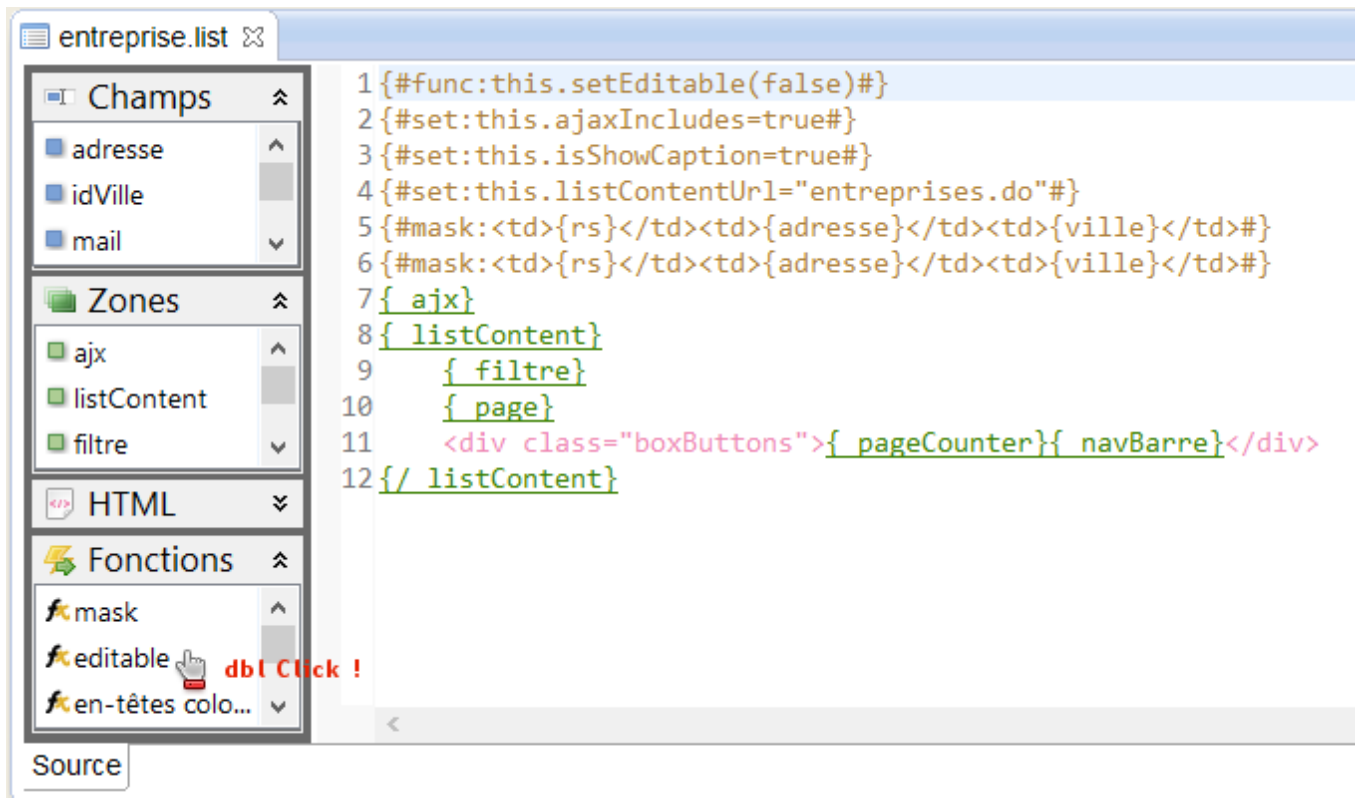 entreprise.list
Champs
adresse
idVille
mail
Zones
ajx
listContent
filtre
HTML
Fonctions
mask
editable
dbl Click !
en-têtes colo...
1 {#func:this.setEditable(false)#}
2 {#set:this.ajaxIncludes=true#}
3 {#set:this.isShowCaption=true#}
4 {#set:this.listContentUrl="entreprises.do"#}
5 {#mask:<td>{rs}</td><td>{adresse}</td><td>{ville}</td>#}
6 {#mask:<td>{rs}</td><td>{adresse}</td><td>{ville}</td>#}
7 {_ajx}
8 {_listContent}
9 {_filtre}
10 {_page}
11 <div class="boxButtons">{_pageCounter}{_navBarre}</div>
12 {/_listContent}
Source